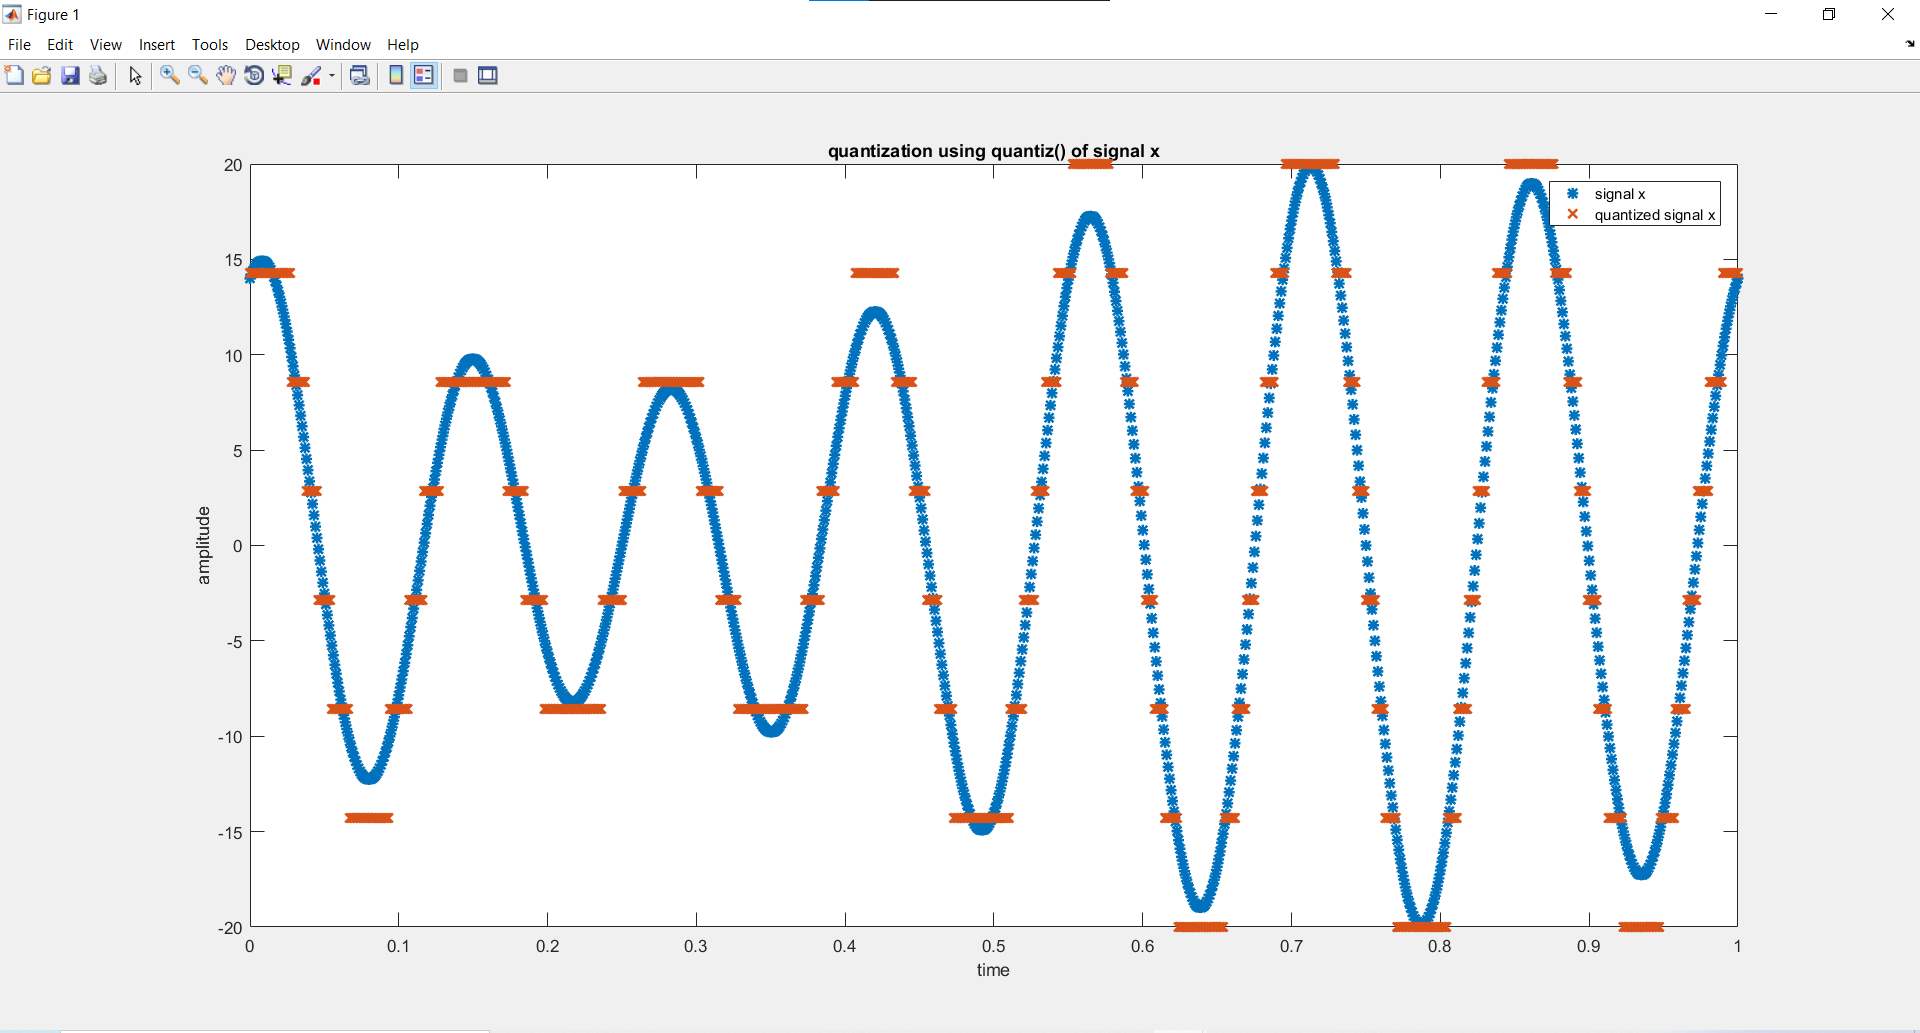 Figure 1
File Edit View Insert Tools Desktop Window Help
quantization using quantiz() of signal x
signal x
quantized signal x
20
15
10
5
0
-5
-10
-15
-20
amplitude
0 0.1 0.2 0.3 0.4 0.5 0.6 0.7 0.8 0.9 1
time